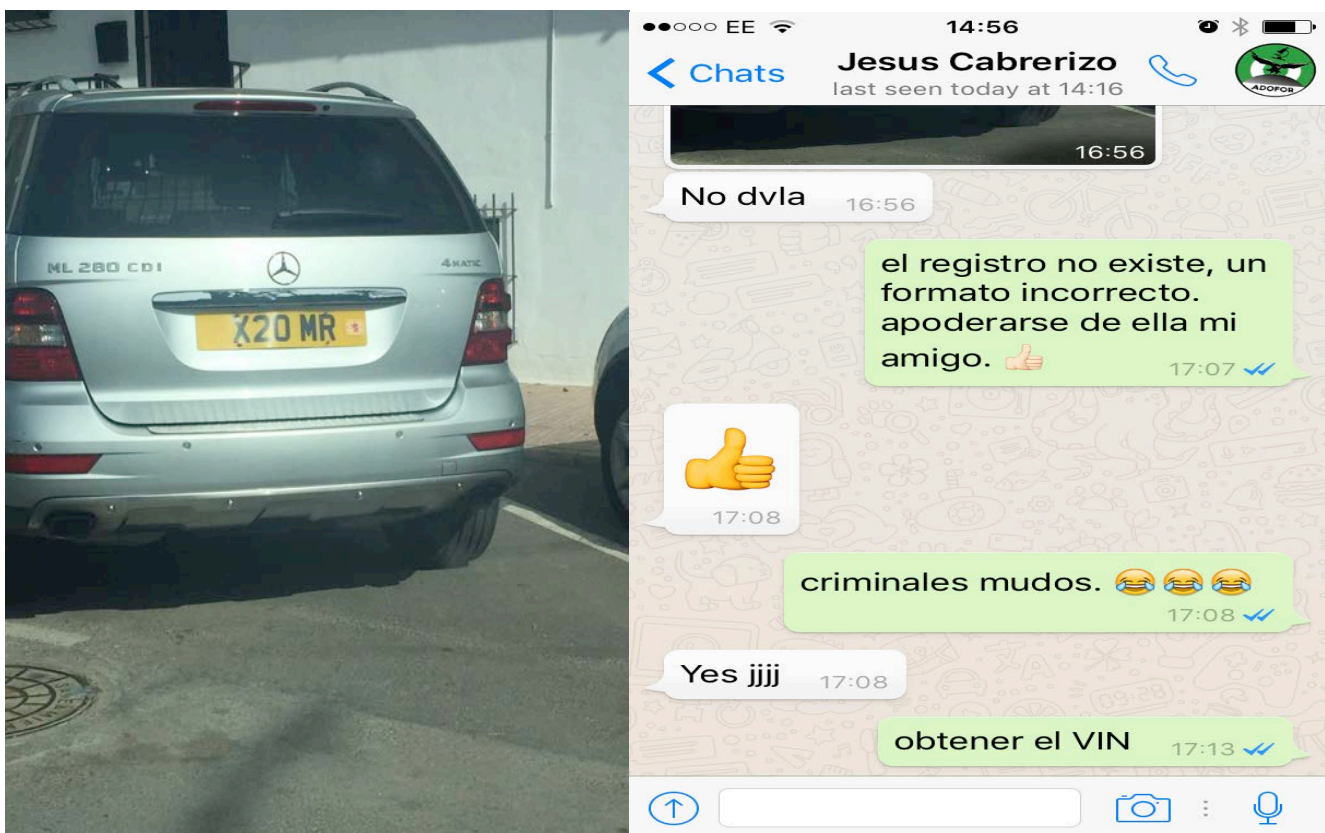 ML 280 CDI
4MATIC
X20 MR
EE
14:56
Chats
Jesus Cabrerizo
last seen today at 14:16
ADOFOR
16:56
No dvla 16:56
el registro no existe, un
formato incorrecto.
apoderarse de ella mi
amigo. 👍🏻 17:07
👍
17:08
criminales mudos. 😂😂😂
17:08
Yes jjjj 17:08
obtener el VIN 17:13